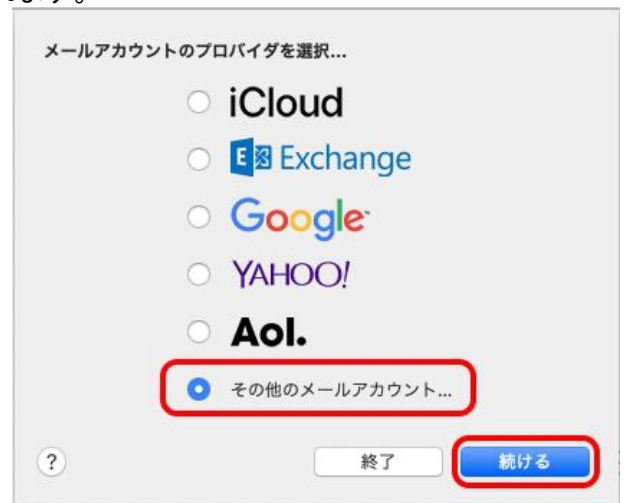 メールアカウントのプロバイダを選択...
iCloud
E Exchange
Google
YAHOO!
Aol.
その他のメールアカウント...
? 終了 続ける